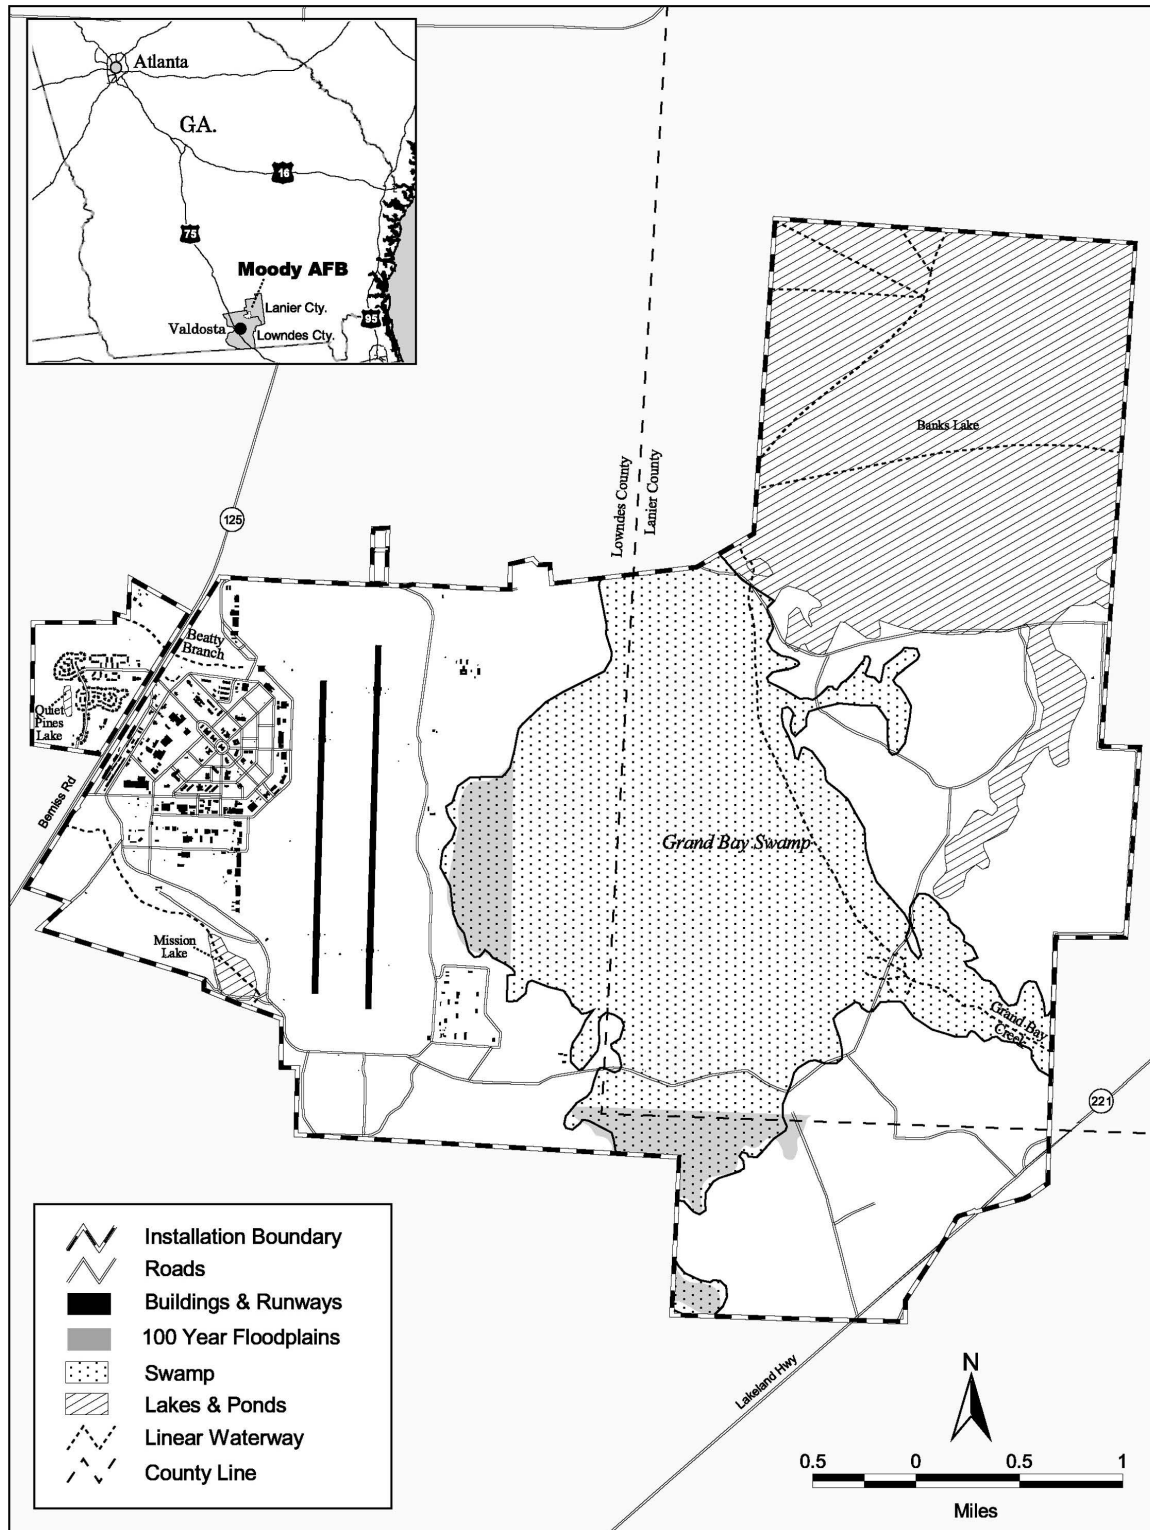 Atlanta
GA.
16
75
Moody AFB
Lanier Cty.
95
Valdosta
Lowndes Cty.
Banks Lake
Lowndes County
Lanier County
125
Beatty
Branch
Quiet
Pines
Lake
Bemiss Rd
Grand Bay Swamp
Mission
Lake
Grand Bay
Creek
221
Lakeland Hwy
Installation Boundary
Roads
Buildings & Runways
100 Year Floodplains
Swamp
Lakes & Ponds
Linear Waterway
County Line
N
0.5 0 0.5 1
Miles